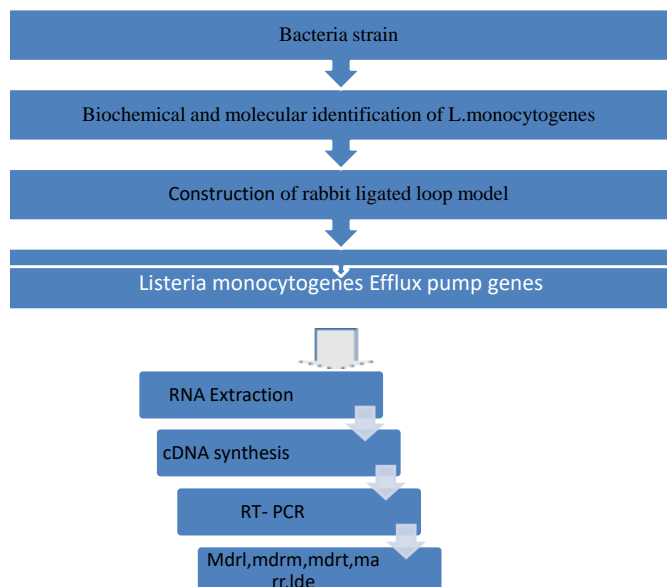 Bacteria strain
Biochemical and molecular identification of L.monocytogenes
Construction of rabbit ligated loop model
Listeria monocytogenes Efflux pump genes
RNA Extraction
cDNA synthesis
RT- PCR
Mdrl,mdrm,mdrt,ma
rr,lde